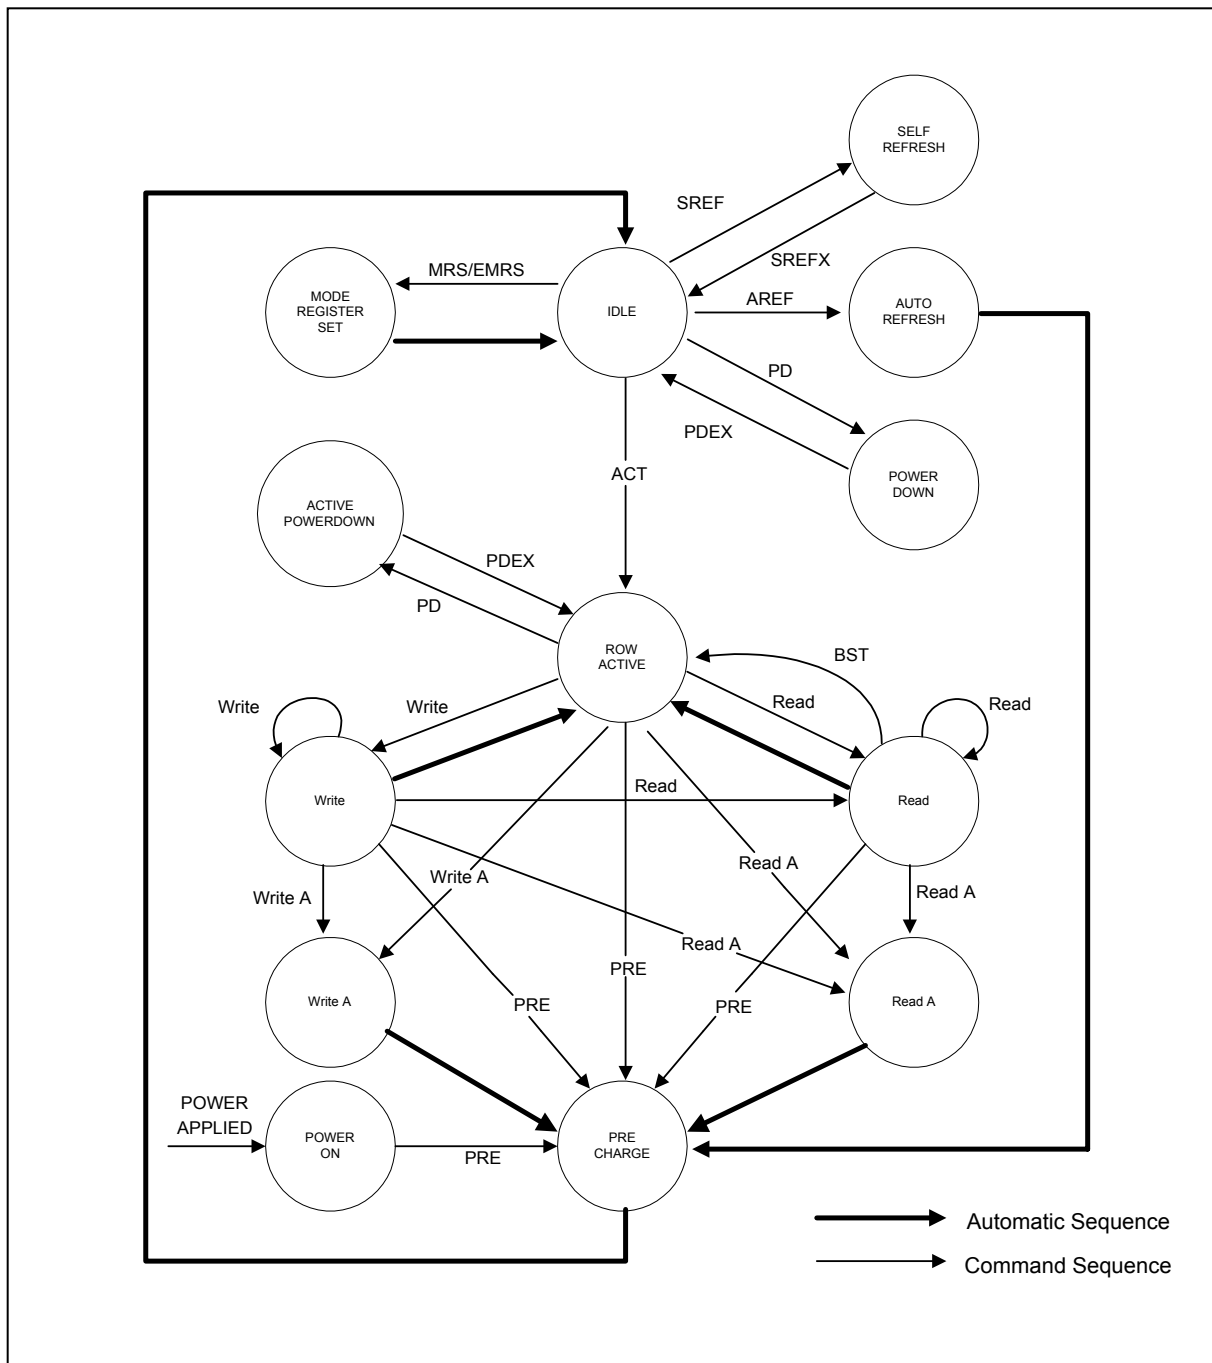 SELF
REFRESH
SREF
SREFX
MRS/EMRS
AREF
MODE
REGISTER
SET
IDLE
AUTO
REFRESH
PD
PDEX
POWER
DOWN
ACT
ACTIVE
POWERDOWN
PDEX
PD
ROW
ACTIVE
BST
Write
Write
Read
Read
Write
Read
Read
Write A
Write A
Read A
Read A
Read A
PRE
PRE
PRE
Write A
Read A
POWER
APPLIED
POWER
ON
PRE
PRE
CHARGE
Automatic Sequence
Command Sequence